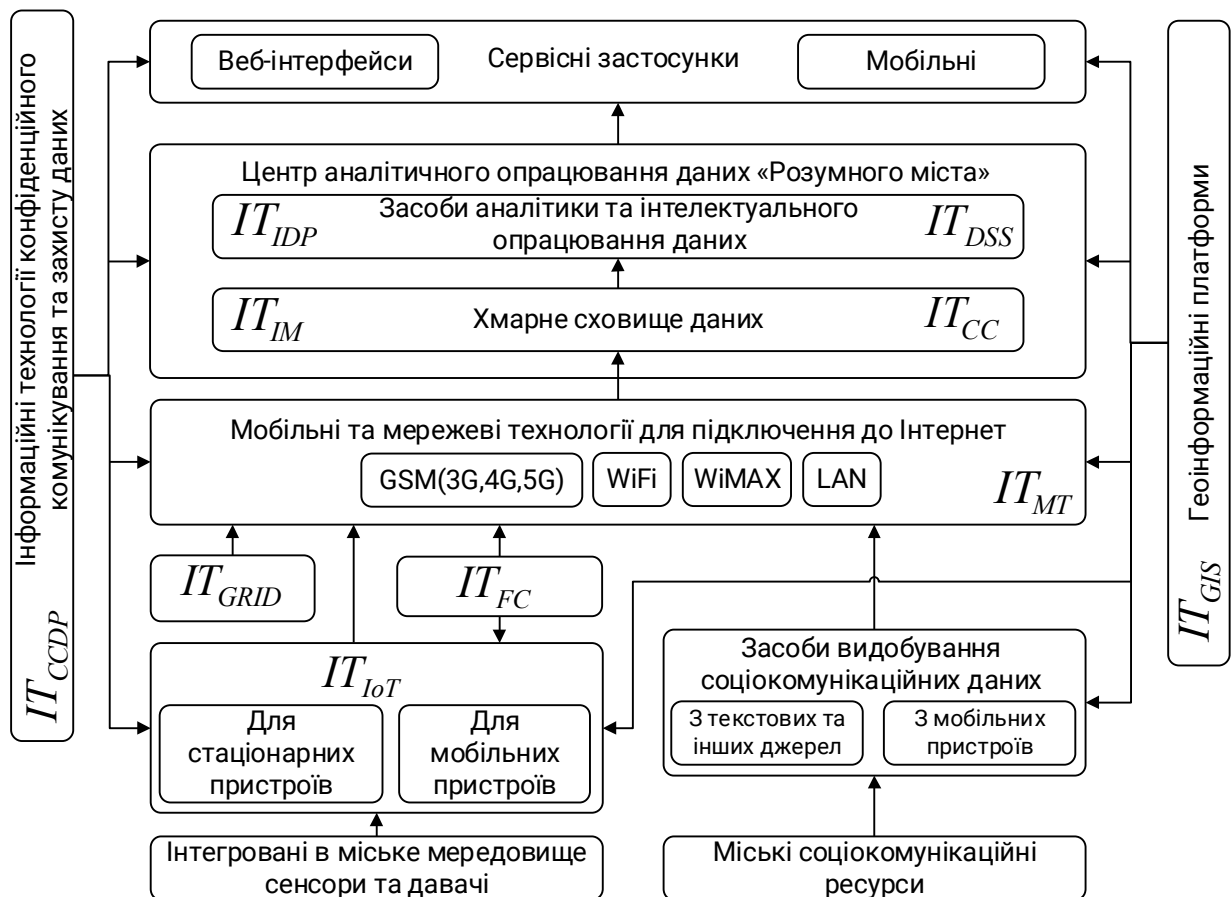 Інформаційні технології конфіденційного
комунікування та захисту даних
IT_CCDP
Сервісні застосунки
Веб-інтерфейси
Мобільні
Центр аналітичного опрацювання даних «Розумного міста»
IT_IDP
Засоби аналітики та інтелектуального
опрацювання даних
IT_DSS
IT_IM
Хмарне сховище даних
IT_CC
Мобільні та мережеві технології для підключення до Інтернет
GSM(3G,4G,5G)
WiFi
WiMAX
LAN
IT_MT
IT_GRID
IT_FC
IT_IoT
Для
стаціонарних
пристроїв
Для
мобільних
пристроїв
Засоби видобування
соціокомунікаційних даних
З текстових та
інших джерел
З мобільних
пристроїв
Інтегровані в міське мередовище
сенсори та давачі
Міські соціокомунікаційні
ресурси
Геоінформаційні платформи
IT_GIS